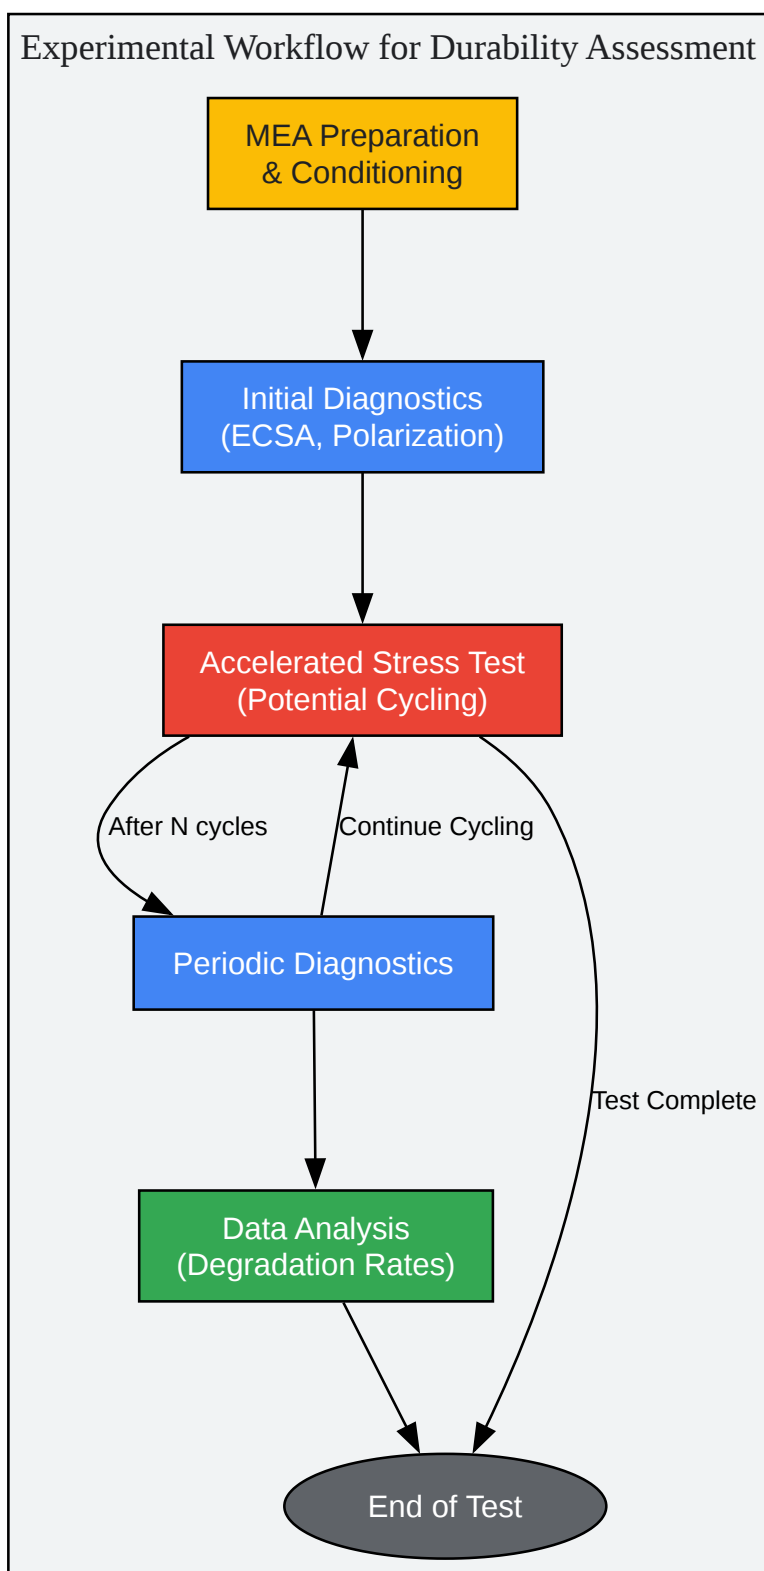 Experimental Workflow for Durability Assessment
MEA Preparation
& Conditioning
Initial Diagnostics
(ECSA, Polarization)
Accelerated Stress Test
(Potential Cycling)
After N cycles
Continue Cycling
Periodic Diagnostics
Test Complete
Data Analysis
(Degradation Rates)
End of Test